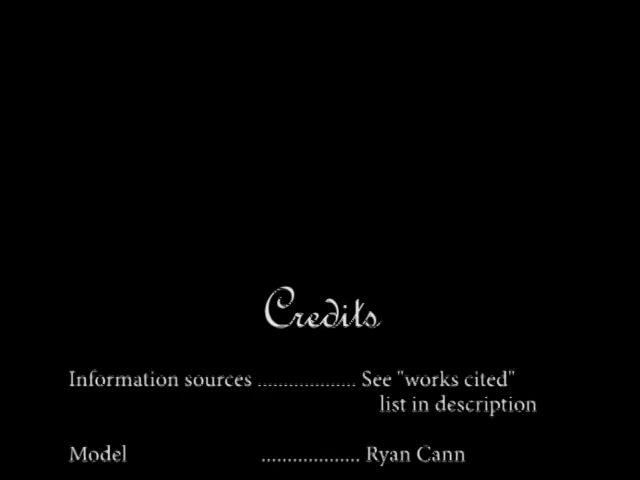 Credits
Information sources ................... See "works cited"
list in description
Model ................... Ryan Cann